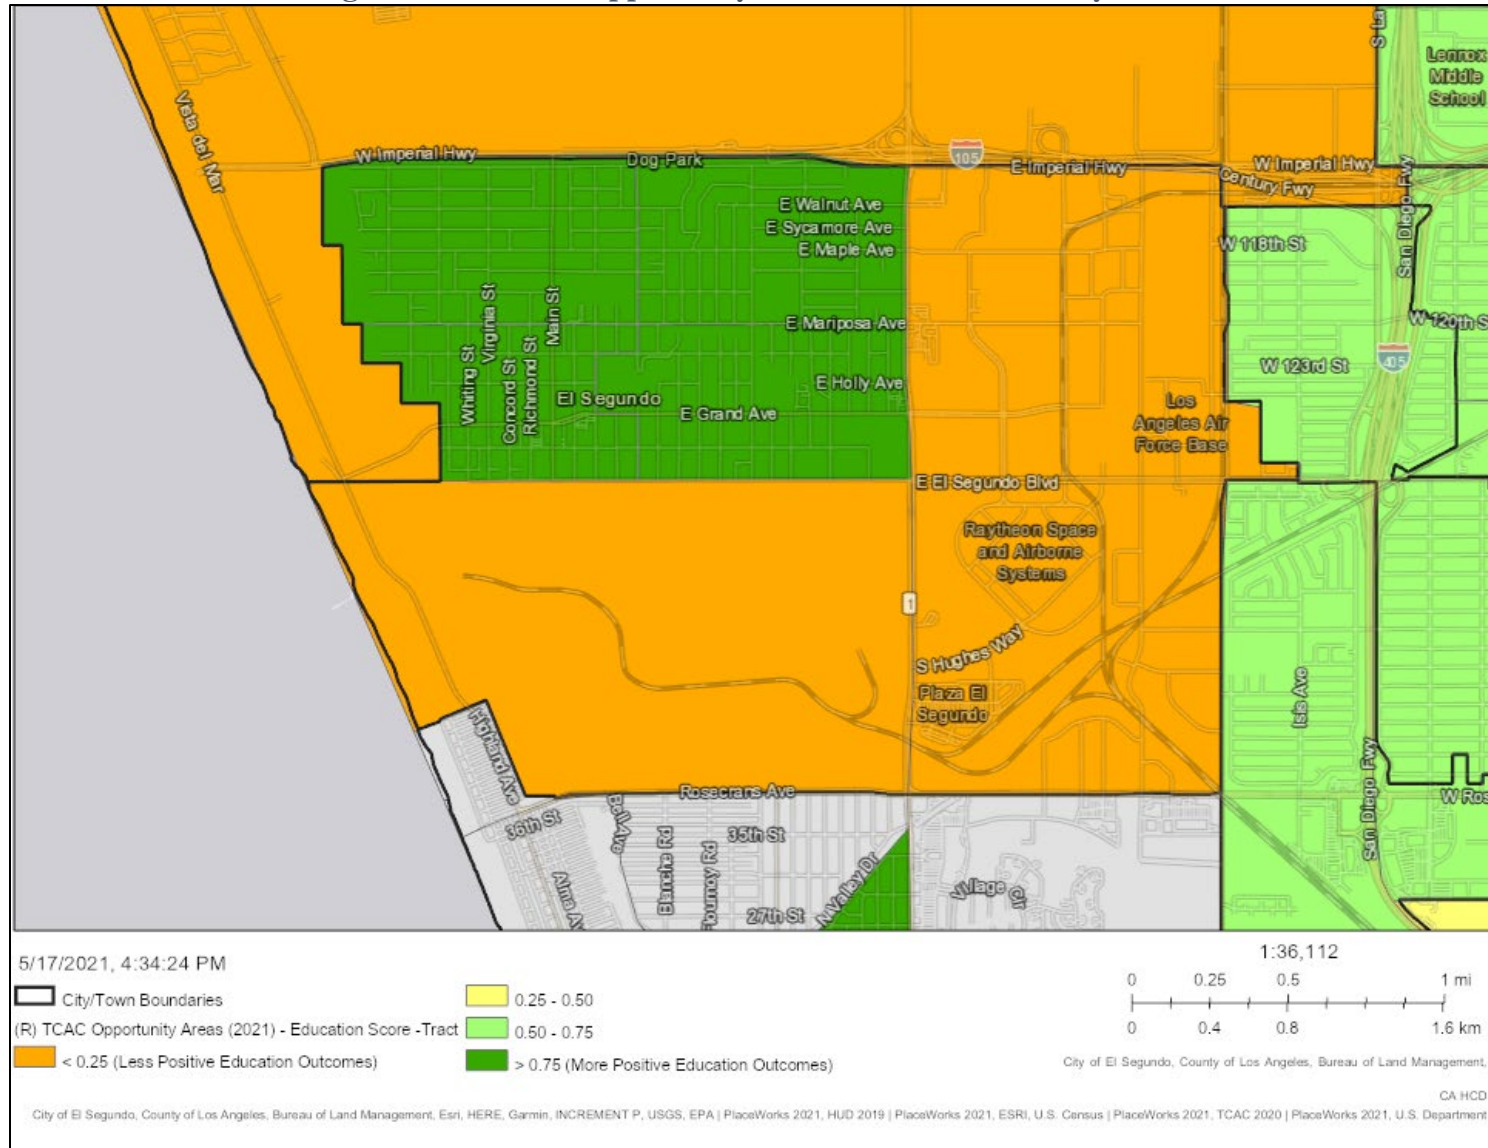 S La
Lennox
Middle
School
Vista del Mar
W Imperial Hwy
Dog Park
105
E Imperial Hwy
W Imperial Hwy
Century Fwy
San Diego Fwy
E Walnut Ave
E Sycamore Ave
E Maple Ave
W 118th St
Virginia St
Main St
E Mariposa Ave
W 120th S
Whiting St
Concord St
Richmond St
W 123rd St
405
E Holly Ave
El Segundo
E Grand Ave
Los
Angeles Air
Force Base
E El Segundo Blvd
Raytheon Space
and Airborne
Systems
1
S Hughes Way
Plaza El
Segundo
Isis Ave
Highland Ave
San Diego Fwy
Rosecrans Ave
W Ros
36th St
Bell Ave
Blanche Rd
Flournoy Rd
35th St
N Valley Dr
Village Cir
Alma Av
27th St
5/17/2021, 4:34:24 PM
City/Town Boundaries
(R) TCAC Opportunity Areas (2021) - Education Score -Tract
< 0.25 (Less Positive Education Outcomes)
0.25 - 0.50
0.50 - 0.75
> 0.75 (More Positive Education Outcomes)
1:36,112
0 0.25 0.5 1 mi
0 0.4 0.8 1.6 km
City of El Segundo, County of Los Angeles, Bureau of Land Management,
CA HCD
City of El Segundo, County of Los Angeles, Bureau of Land Management, Esri, HERE, Garmin, INCREMENT P, USGS, EPA | PlaceWorks 2021, HUD 2019 | PlaceWorks 2021, ESRI, U.S. Census | PlaceWorks 2021, TCAC 2020 | PlaceWorks 2021, U.S. Department